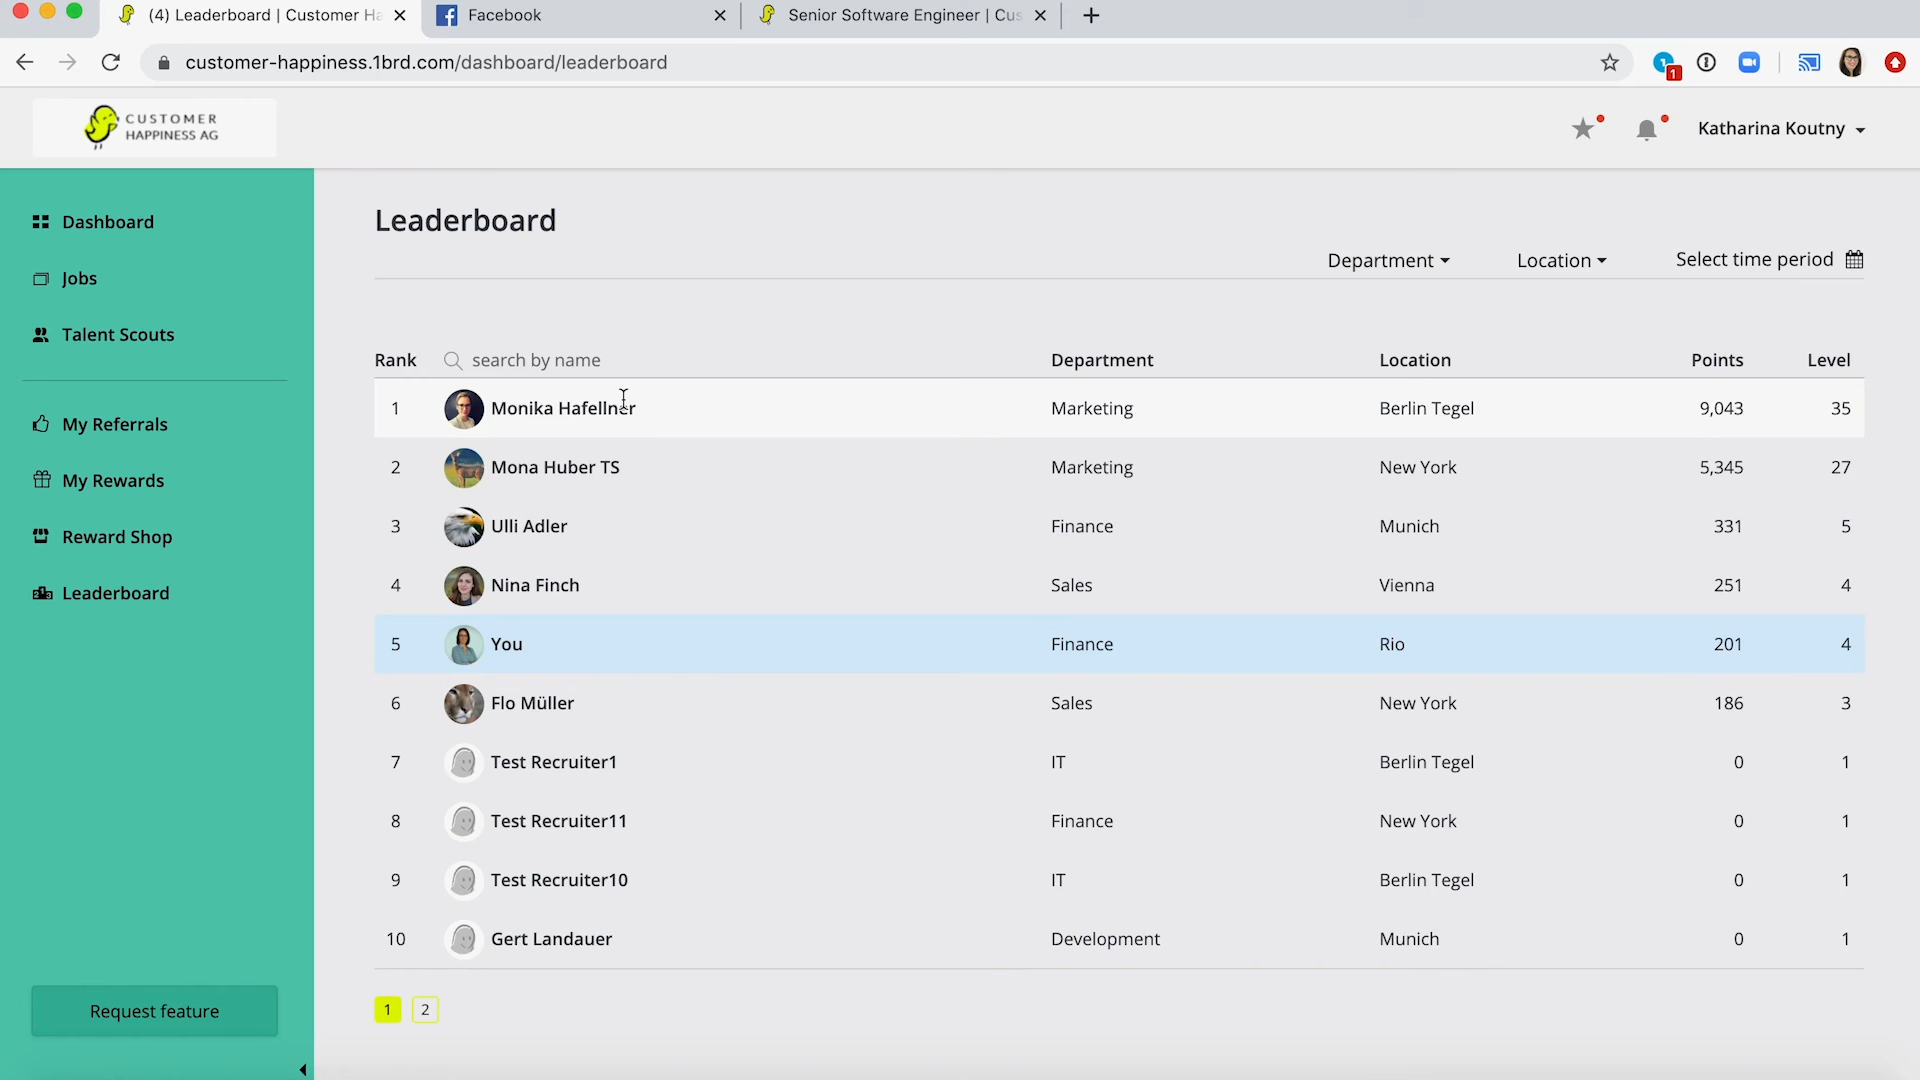 (4) Leaderboard | Customer Ha
Facebook
Senior Software Engineer | Cus
customer-happiness.1brd.com/dashboard/leaderboard
1
CUSTOMER
HAPPINESS AG
Katharina Koutny
Dashboard
Jobs
Talent Scouts
My Referrals
My Rewards
Reward Shop
Leaderboard
Request feature
Leaderboard
Department
Location
Select time period
Rank search by name Department Location Points Level
1 Monika Hafellner Marketing Berlin Tegel 9,043 35
2 Mona Huber TS Marketing New York 5,345 27
3 Ulli Adler Finance Munich 331 5
4 Nina Finch Sales Vienna 251 4
5 You Finance Rio 201 4
6 Flo Müller Sales New York 186 3
7 Test Recruiter1 IT Berlin Tegel 0 1
8 Test Recruiter11 Finance New York 0 1
9 Test Recruiter10 IT Berlin Tegel 0 1
10 Gert Landauer Development Munich 0 1
1 2